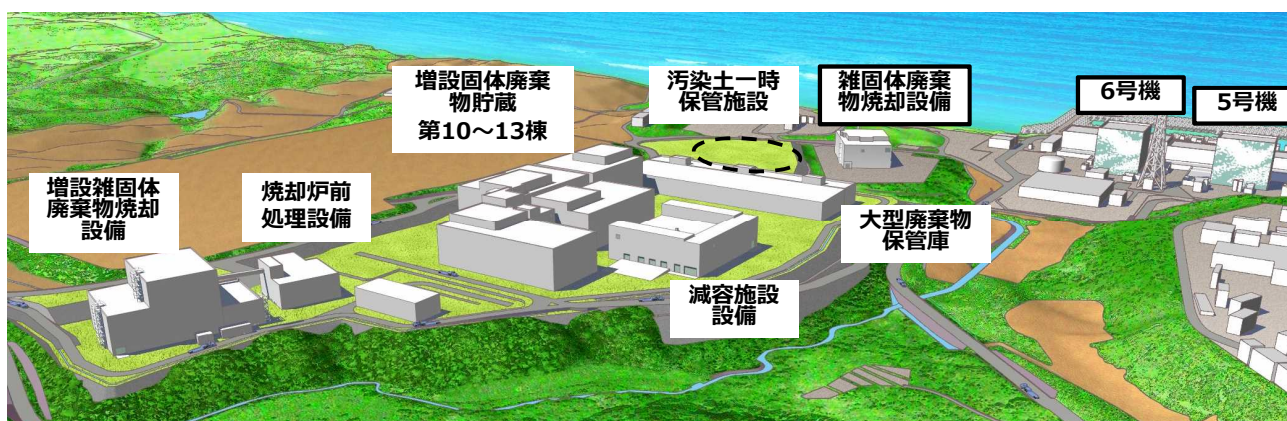 増設固体廃棄
物貯蔵
第10～13棟
汚染土一時
保管施設
雑固体廃棄
物焼却設備
6号機
5号機
増設雑固体
廃棄物焼却
設備
焼却炉前
処理設備
大型廃棄物
保管庫
減容施設
設備